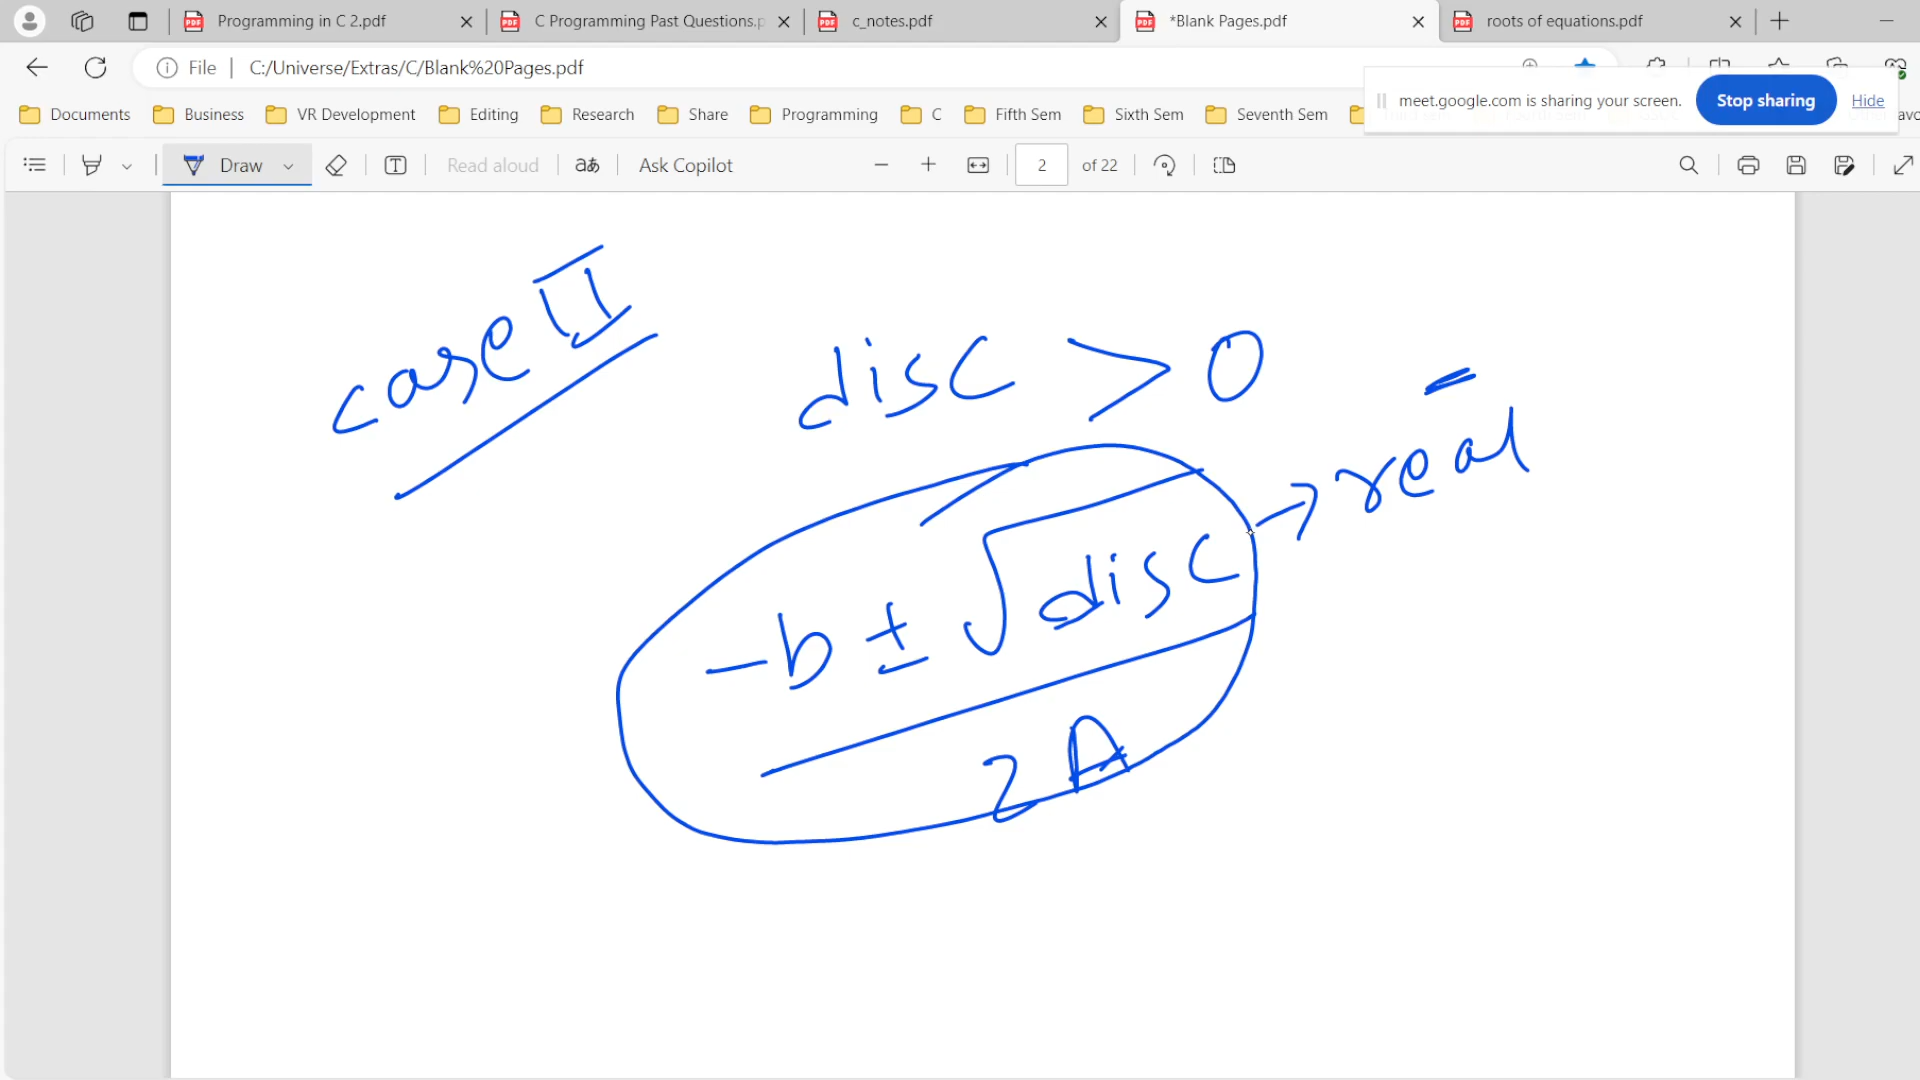 Programming in C 2.pdf
C Programming Past Questions.p
c_notes.pdf
*Blank Pages.pdf
roots of equations.pdf
File | C:/Universe/Extras/C/Blank%20Pages.pdf
meet.google.com is sharing your screen. Stop sharing Hide
Documents Business VR Development Editing Research Share Programming C Fifth Sem Sixth Sem Seventh Sem
Draw Read aloud aあ Ask Copilot 2 of 22
case II
disc > 0
→ real
-b ± √disc
2A